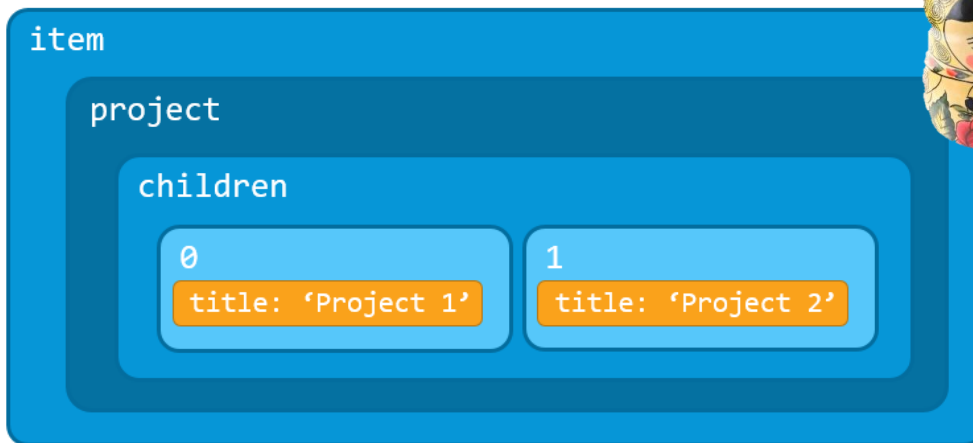 item
project
children
0
title: ‘Project 1’
1
title: ‘Project 2’